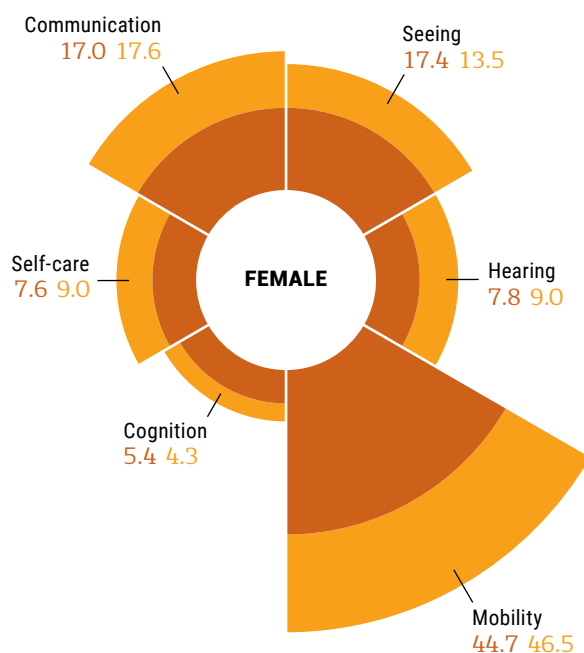 Communication
17.0 17.6
Seeing
17.4 13.5
Self-care
7.6 9.0
FEMALE
Hearing
7.8 9.0
Cognition
5.4 4.3
Mobility
44.7 46.5